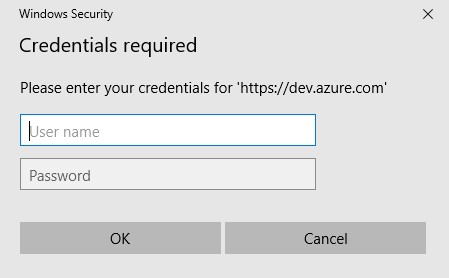 Windows Security
Credentials required
Please enter your credentials for 'https://dev.azure.com'
User name
Password
OK
Cancel